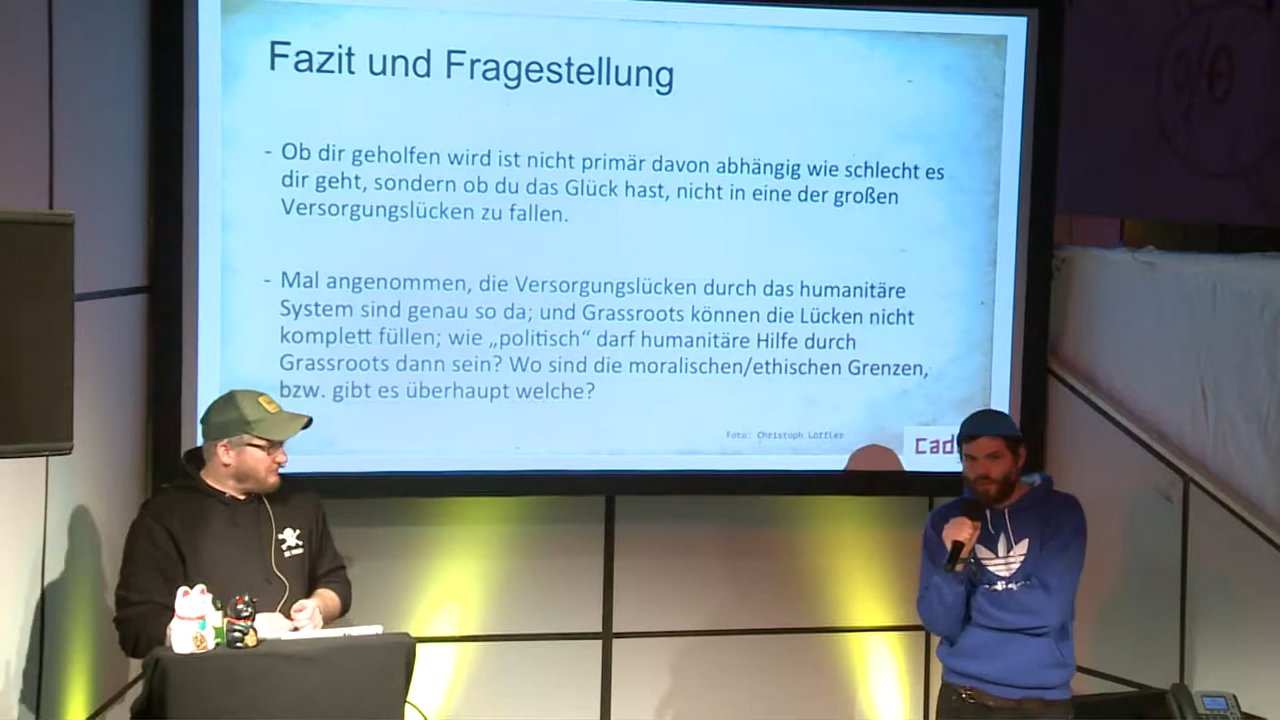 Fazit und Fragestellung
- Ob dir geholfen wird ist nicht primär davon abhängig wie schlecht es
dir geht, sondern ob du das Glück hast, nicht in eine der großen
Versorgungslücken zu fallen.
- Mal angenommen, die Versorgungslücken durch das humanitäre
System sind genau so da; und Grassroots können die Lücken nicht
komplett füllen; wie „politisch“ darf humanitäre Hilfe durch
Grassroots dann sein? Wo sind die moralischen/ethischen Grenzen,
bzw. gibt es überhaupt welche?
Foto: Christoph Löffler
Cad